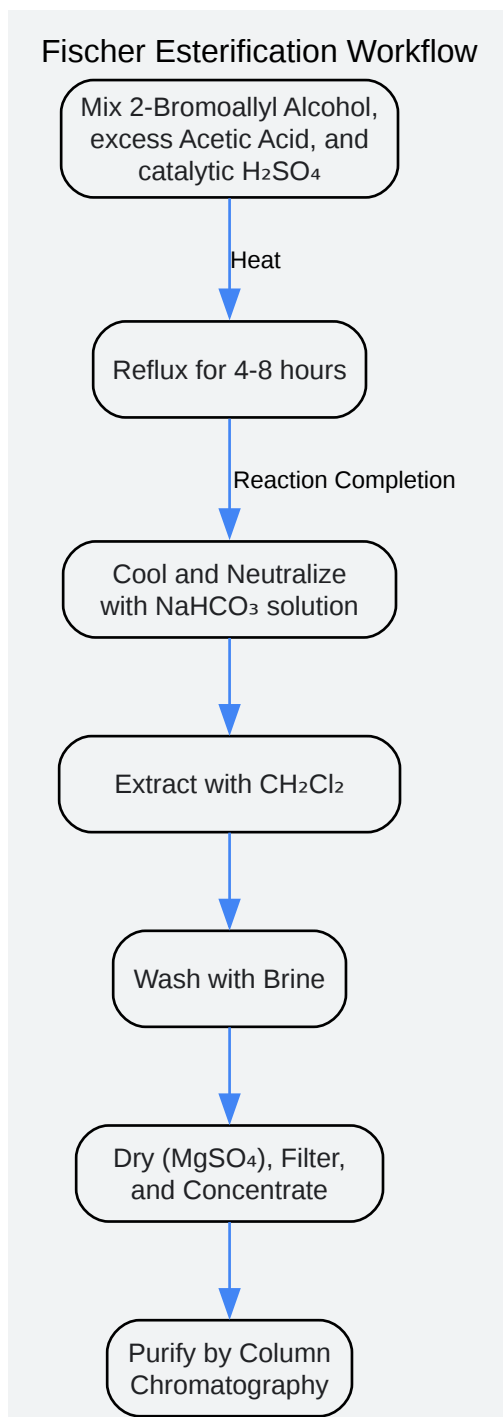 Fischer Esterification Workflow
Mix 2-Bromoallyl Alcohol,
excess Acetic Acid, and
catalytic H₂SO₄
Heat
Reflux for 4-8 hours
Reaction Completion
Cool and Neutralize
with NaHCO₃ solution
Extract with CH₂Cl₂
Wash with Brine
Dry (MgSO₄), Filter,
and Concentrate
Purify by Column
Chromatography